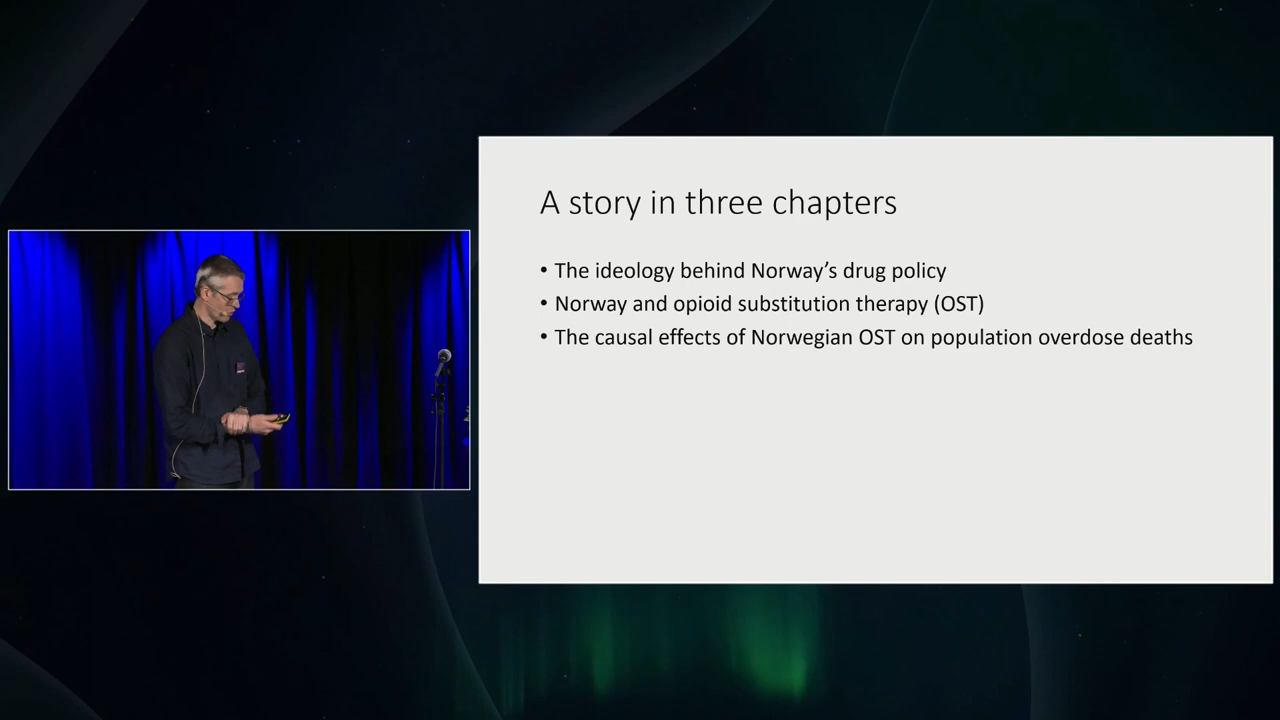 A story in three chapters
• The ideology behind Norway’s drug policy
• Norway and opioid substitution therapy (OST)
• The causal effects of Norwegian OST on population overdose deaths